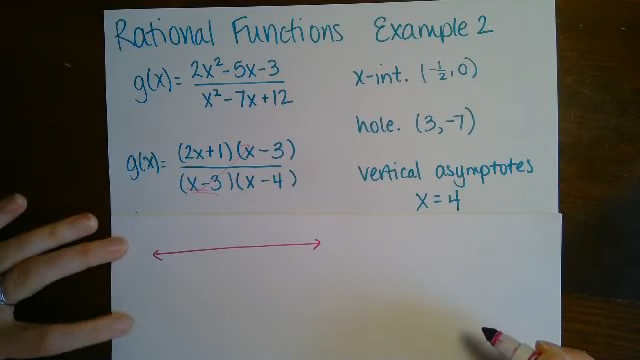 Rational Functions Example 2
g(x) = 2x² - 5x - 3 / x² - 7x + 12
x-int. (-1/2, 0)
hole. (3, -7)
g(x) = (2x+1)(x-3) / (x-3)(x-4)
vertical asymptotes
x = 4